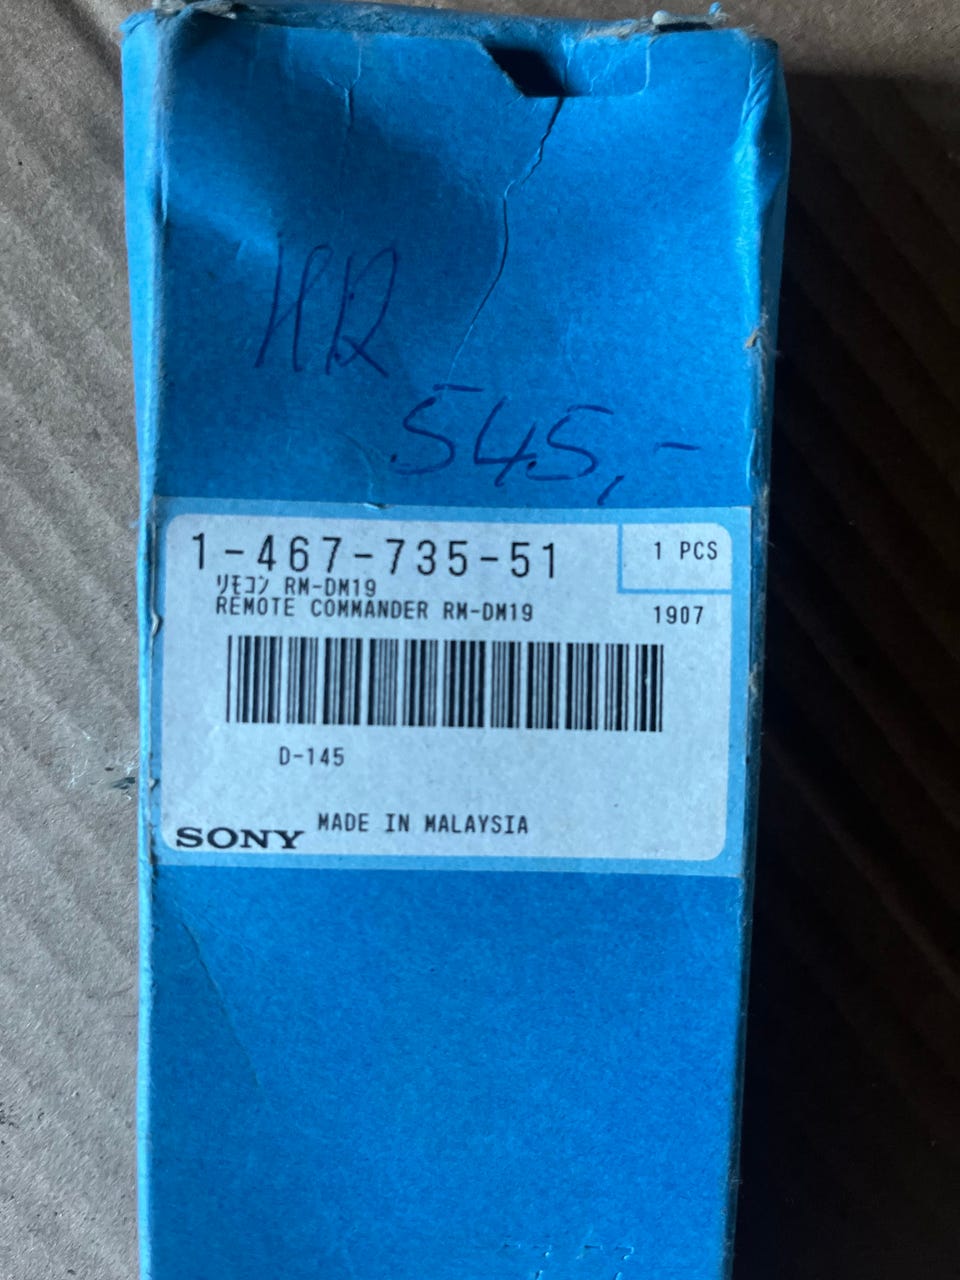 HR
545,-
1-467-735-51
1 PCS
ﾘﾓｺﾝ RM-DM19
REMOTE COMMANDER RM-DM19
1907
D-145
SONY
MADE IN MALAYSIA